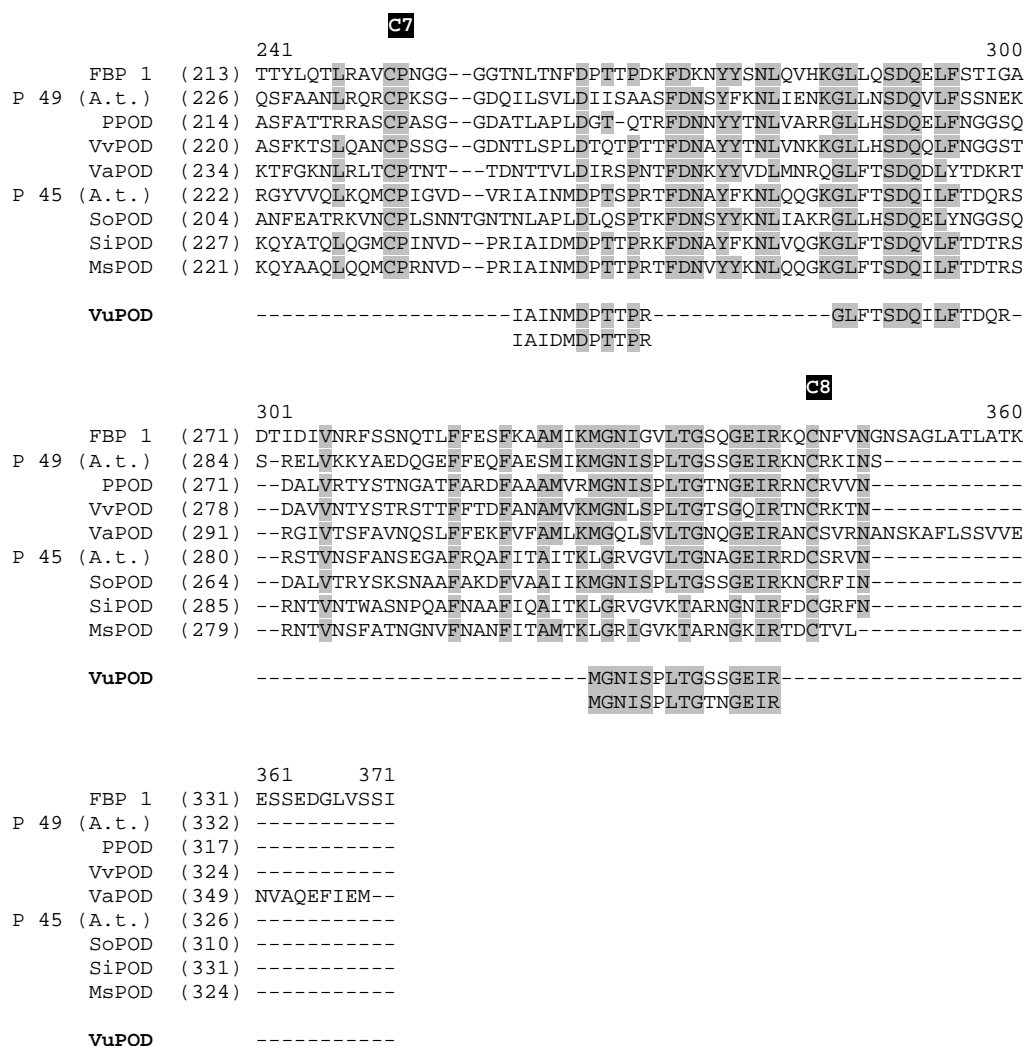 C7
241 300
FBP 1 (213) TTYLQTLRAVCPNGG--GGTNLTNFDPTTPDKFDKNYYSNLQVHKGLLQSDQELFSTIGA
P 49 (A.t.) (226) QSFAANLRQRCPKSG--GDQILSVLDIISAASFDNSYFKNLIENKGLLNSDQVLFSSNEK
PPOD (214) ASFATTRRASCPASG--GDATLAPLDGT-QTRFDNNYYTNLVARRGLLHSDQELFNGGSQ
VvPOD (220) ASFKTSLQANCPSSG--GDNTLSPLDTQTPTTFDNAYYTNLVNKKGLLHSDQQLFNGGST
VaPOD (234) KTFGKNLRLTCPTNT---TDNTTVLDIRSPNTFDNKYYVDLMNRQGLFTSDQDLYTDKRT
P 45 (A.t.) (222) RGYVVQLKQMCPIGVD--VRIAINMDPTSPRTFDNAYFKNLQQGKGLFTSDQILFTDQRS
SoPOD (204) ANFEATRKVNCPLSNNTGNTNLAPLDLQSPTKFDNSYYKNLIAKRGLLHSDQELYNGGSQ
SiPOD (227) KQYATQLQGMCPINVD--PRIAIDMDPTTPRKFDNAYFKNLVQGKGLFTSDQVLFTDTRS
MsPOD (221) KQYAAQLQQMCPRNVD--PRIAINMDPTTPRTFDNVYYKNLQQGKGLFTSDQILFTDTRS
VuPOD --------------------IAINMDPTTPR--------------GLFTSDQILFTDQR-
IAIDMDPTTPR
C8
301 360
FBP 1 (271) DTIDIVNRFSSNQTLFFESFKAAMIKMGNIGVLTGSQGEIRKQCNFVNGNSAGLATLATK
P 49 (A.t.) (284) S-RELVKKYAEDQGEFFEQFAESMIKMGNISPLTGSSGEIRKNCRKINS-----------
PPOD (271) --DALVRTYSTNGATFARDFAAAMVRMGNISPLTGTNGEIRRNCRVVN------------
VvPOD (278) --DAVVNTYSTRSTTFFTDFANAMVKMGNLSPLTGTSGQIRTNCRKTN------------
VaPOD (291) --RGIVTSFAVNQSLFFEKFVFAMLKMGQLSVLTGNQGEIRANCSVRNANSKAFLSSVVE
P 45 (A.t.) (280) --RSTVNSFANSEGAFRQAFITAITKLGRVGVLTGNAGEIRRDCSRVN------------
SoPOD (264) --DALVTRYSKSNAAFAKDFVAAIIKMGNISPLTGSSGEIRKNCRFIN------------
SiPOD (285) --RNTVNTWASNPQAFNAAFIQAITKLGRVGVKTARNGNIRFDCGRFN------------
MsPOD (279) --RNTVNSFATNGNVFNANFITAMTKLGRIGVKTARNGKIRTDCTVL-------------
VuPOD --------------------------MGNISPLTGSSGEIR-------------------
MGNISPLTGTNGEIR
361 371
FBP 1 (331) ESSEDGLVSSI
P 49 (A.t.) (332) -----------
PPOD (317) -----------
VvPOD (324) -----------
VaPOD (349) NVAQEFIEM--
P 45 (A.t.) (326) -----------
SoPOD (310) -----------
SiPOD (331) -----------
MsPOD (324) -----------
VuPOD -----------